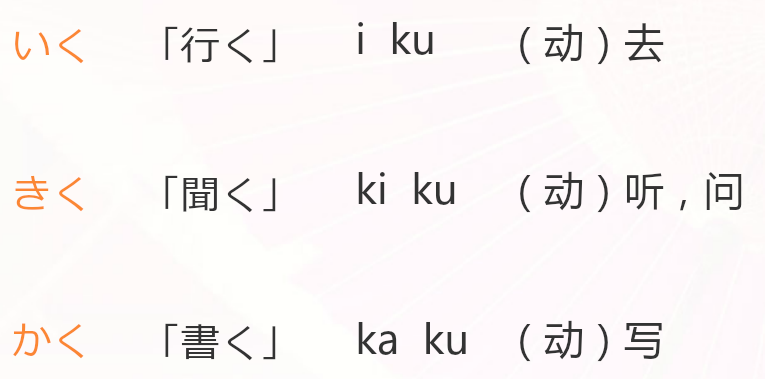 いく 「行く」 i ku (动)去
きく 「聞く」 ki ku (动)听,问
かく 「書く」 ka ku (动)写